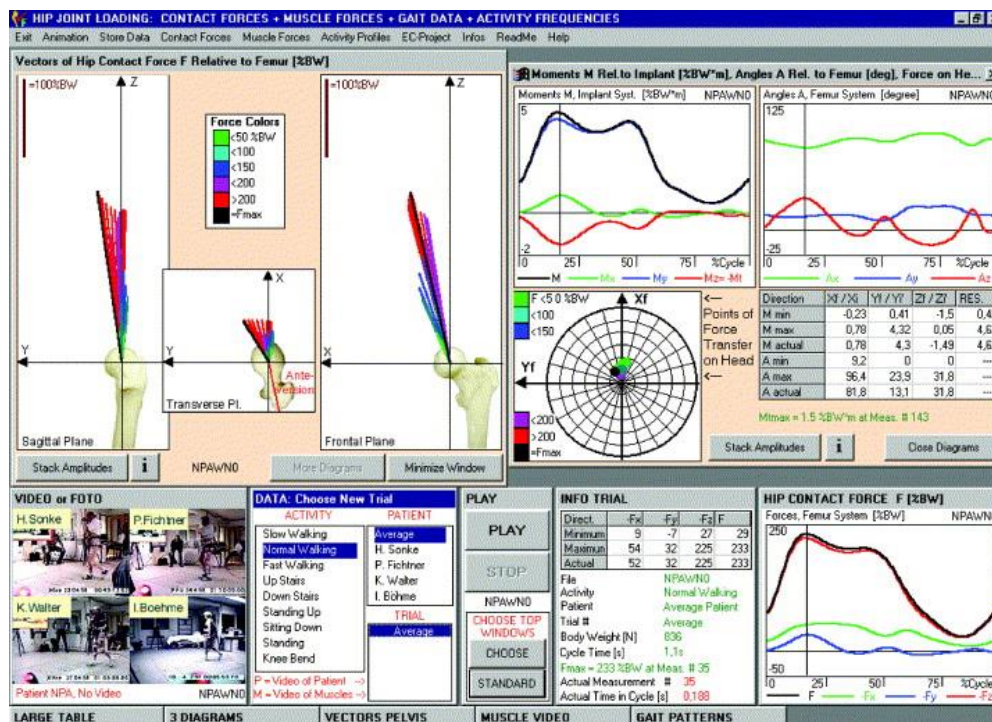 HIP JOINT LOADING: CONTACT FORCES + MUSCLE FORCES + GAIT DATA + ACTIVITY FREQUENCIES
Exit Animation Store Data Contact Forces Muscle Forces Activity Profiles EC-Project Infos ReadMe Help
Vectors of Hip Contact Force F Relative to Femur [%BW]
=100%BW
Z
Force Colors
<50 %BW
<100
<150
<200
>200
=Fmax
=100%BW
Z
Y
Sagittal Plane
X
Y
Ante-
version
Transverse Pl.
X
Frontal Plane
Stack Amplitudes
i
NPAWN0
More Diagrams
Minimize Window
Moments M Rel.to Implant [%BW*m], Angles A Rel. to Femur [deg], Force on He...
Moments M, Implant Syst. [%BW*m] NPAWN0
5
-2
0 25 50 75 %Cycle
M Mx My Mz= -Mt
Angles A, Femur System [degree] NPAWN0
125
-25
0 25 50 75 %Cycle
Ax Ay Az
F <50 %BW
<100
<150
Xf
Yf
<200
>200
=Fmax
<---
Points of
Force
Transfer
on Head
<---
Direction Xf / Xi Yf / Yi Zf / Zi RES.
M min -0,23 0,41 -1,5 0,4
M max 0,78 4,32 0,05 4,6
M actual 0,78 4,3 -1,49 4,6
A min 9,2 0 0 ---
A max 96,4 23,9 31,8 ---
A actual 81,8 13,1 31,8 ---
Mtmax = 1.5 %BW*m at Meas. # 143
Stack Amplitudes
i
Close Diagrams
VIDEO or FOTO
H.Sonke
P.Fichtner
K.Walter
I.Boehme
Patient NPA, No Video NPAWN0
DATA: Choose New Trial
ACTIVITY
Slow Walking
Normal Walking
Fast Walking
Up Stairs
Down Stairs
Standing Up
Sitting Down
Standing
Knee Bend
PATIENT
Average
H. Sonke
P. Fichtner
K. Walter
I. Böhme
TRIAL
Average
P = Video of Patient -->
M = Video of Muscles -->
PLAY
PLAY
STOP
NPAWN0
CHOOSE TOP
WINDOWS
CHOOSE
STANDARD
INFO TRIAL
Direct. -Fx -Fy -Fz F
Minimum 9 -7 27 29
Maximun 54 32 225 233
Actual 52 32 225 233
File NPAWN0
Activity Normal Walking
Patient Average Patient
Trial # Average
Body Weight [N] 836
Cycle Time [s] 1,1s
Fmax = 233 %BW at Meas. # 35
Actual Measurement # 35
Actual Time in Cycle [s] 0,188
HIP CONTACT FORCE F [%BW]
Forces, Femur System [%BW] NPAWN0
250
-50
0 25 50 75 %Cycle
F -Fx -Fy -Fz
LARGE TABLE
3 DIAGRAMS
VECTORS PELVIS
MUSCLE VIDEO
GAIT PATTERNS